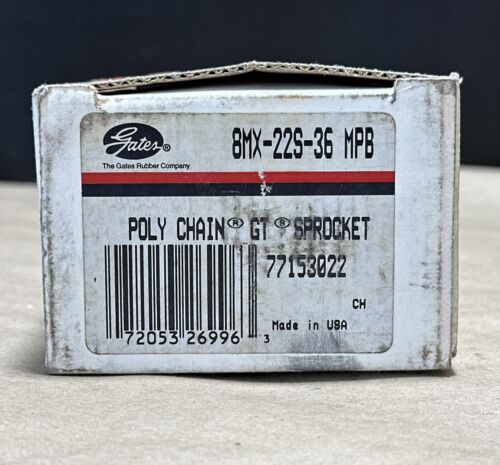 Gates®
The Gates Rubber Company
8MX-22S-36 MPB
POLY CHAIN® GT® SPROCKET
77153022
CH
72053 26996 3
Made in USA